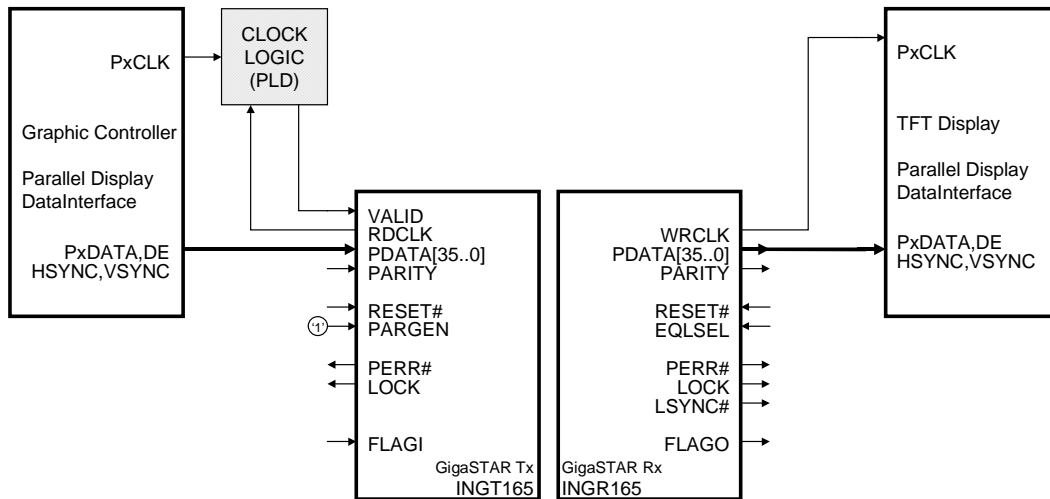 PxCLK
Graphic Controller
Parallel Display
DataInterface
PxDATA,DE
HSYNC,VSYNC
CLOCK
LOGIC
(PLD)
VALID
RDCLK
PDATA[35..0]
PARITY
RESET#
'1'
PARGEN
PERR#
LOCK
FLAGI
GigaSTAR Tx
INGT165
WRCLK
PDATA[35..0]
PARITY
RESET#
EQLSEL
PERR#
LOCK
LSYNC#
FLAGO
GigaSTAR Rx
INGR165
PxCLK
TFT Display
Parallel Display
DataInterface
PxDATA,DE
HSYNC,VSYNC